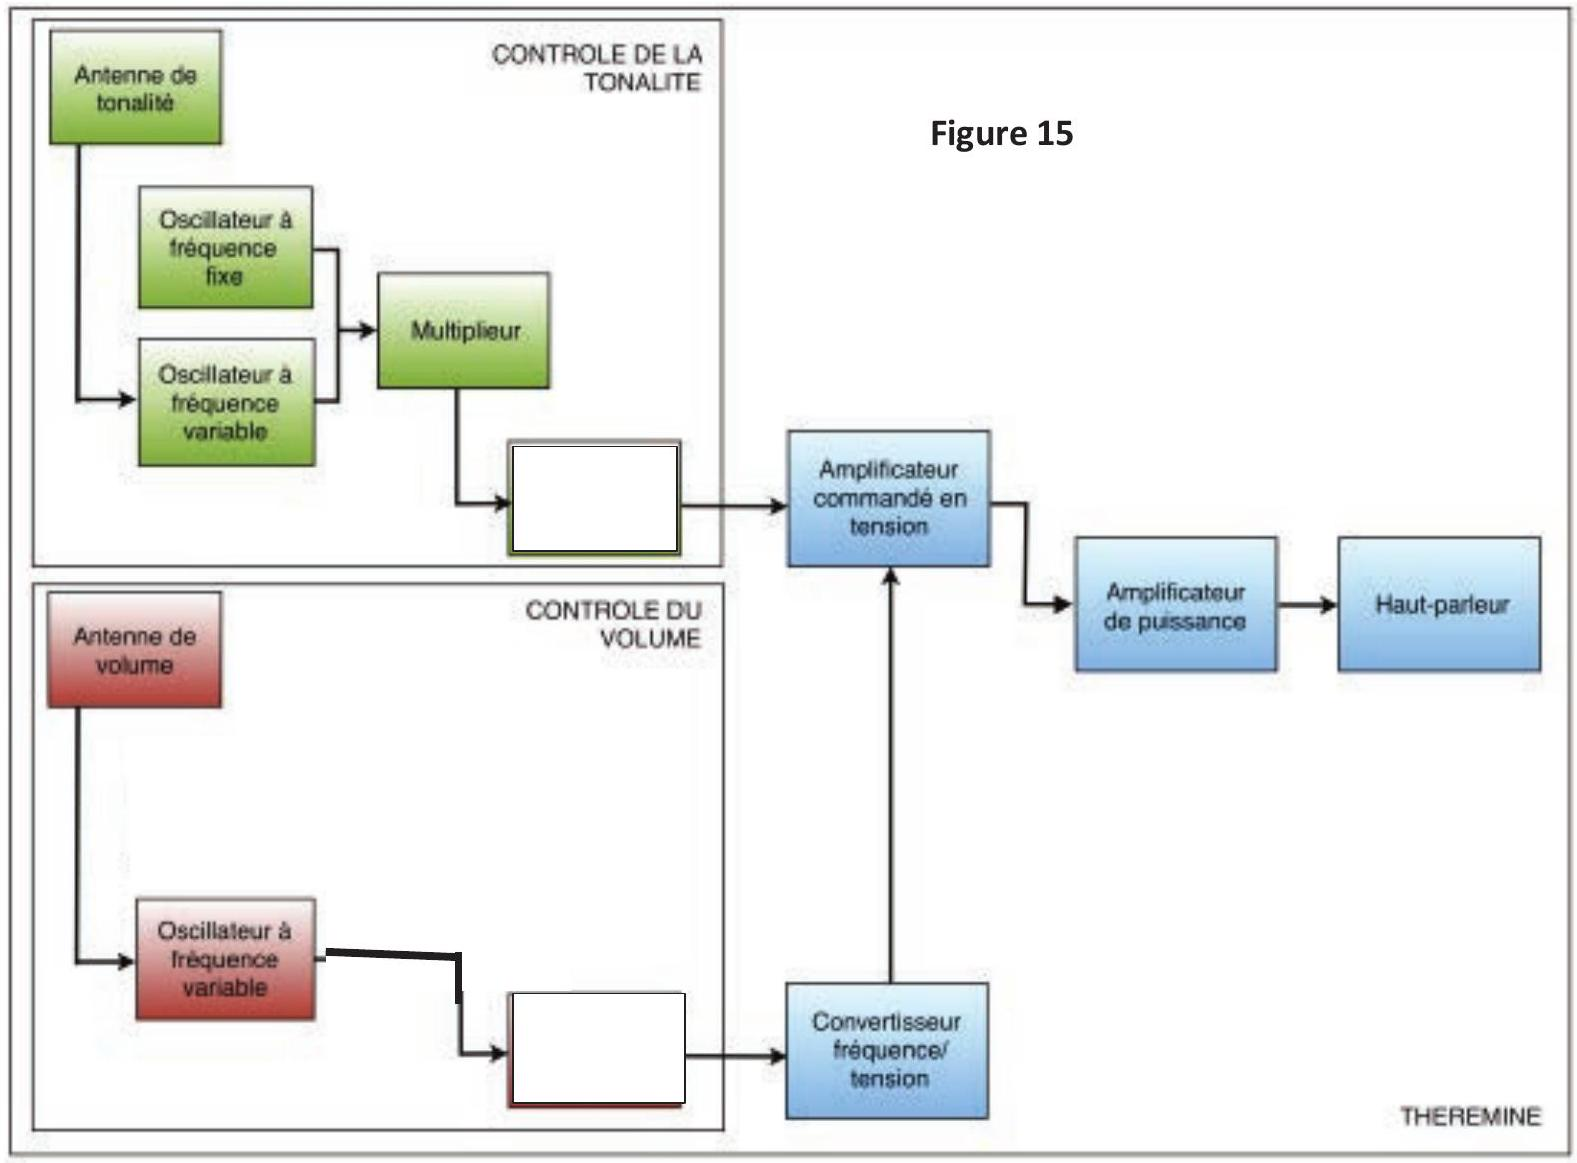 CONTROLE DE LA
TONALITE
Antenne de
tonalité
Figure 15
Oscillateur à
fréquence
fixe
Multiplieur
Oscillateur à
fréquence
variable
Amplificateur
commandé en
tension
Amplificateur
de puissance
Haut-parleur
CONTROLE DU
VOLUME
Antenne de
volume
Oscillateur à
fréquence
variable
Convertisseur
fréquence/
tension
THEREMINE